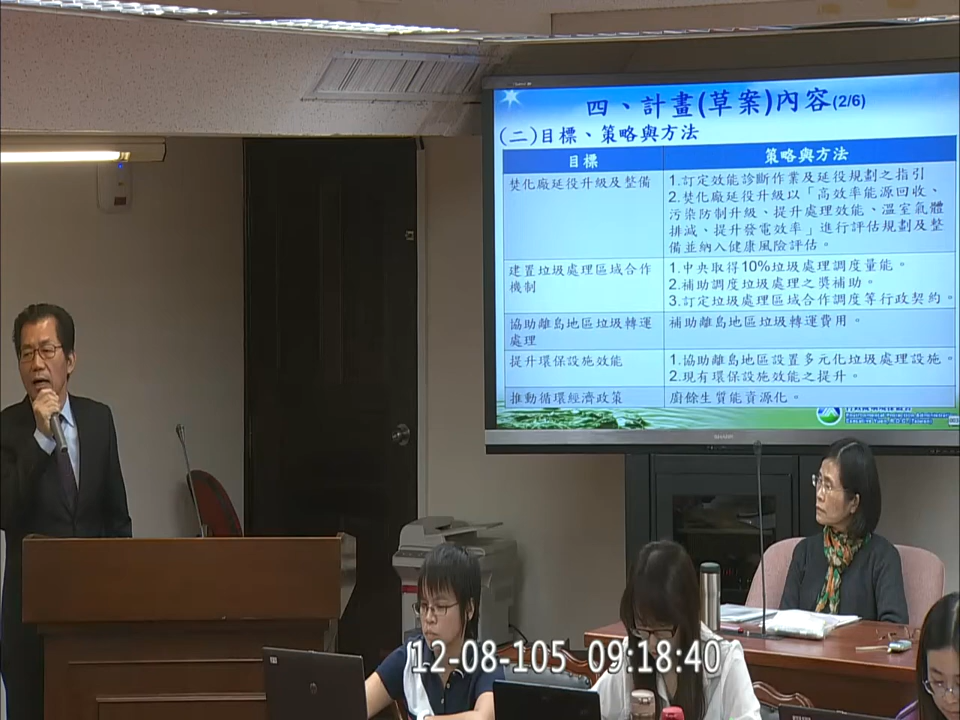 四、計畫(草案)內容(2/6)
(二)目標、策略與方法
目標
策略與方法
焚化廠延役升級及整備
1.訂定效能診斷作業及延役規劃之指引
2.焚化廠延役升級以「高效率能源回收、
污染防制升級、提升處理效能、溫室氣體
排減、提升發電效率」進行評估規劃及整
備並納入健康風險評估。
建置垃圾處理區域合作
機制
1.中央取得10%垃圾處理調度量能。
2.補助調度垃圾處理之獎補助。
3.訂定垃圾處理區域合作調度等行政契約。
協助離島地區垃圾轉運
處理
補助離島地區垃圾轉運費用。
提升環保設施效能
1.協助離島地區設置多元化垃圾處理設施。
2.現有環保設施效能之提升。
推動循環經濟政策
廚餘生質能資源化。
SHARP
12-08-105 09:18:40